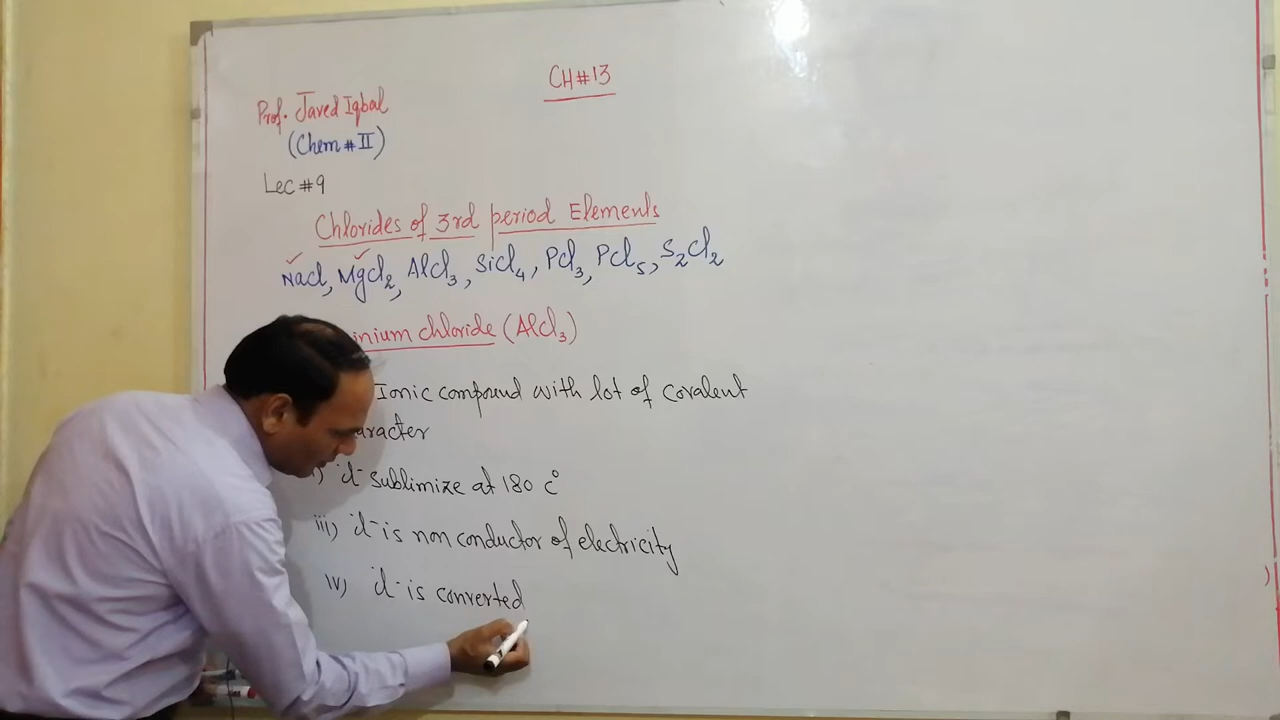 CH#13
Prof. Javed Iqbal
(Chem # II)
Lec #9
Chlorides of 3rd period Elements
NaCl, MgCl₂, AlCl₃, SiCl₄, PCl₃, PCl₅, S₂Cl₂
inium chloride (AlCl₃)
Ionic compound with lot of covalent
aracter
i) it sublimize at 180 c°
iii) it is non conductor of electricity
iv) it is converted